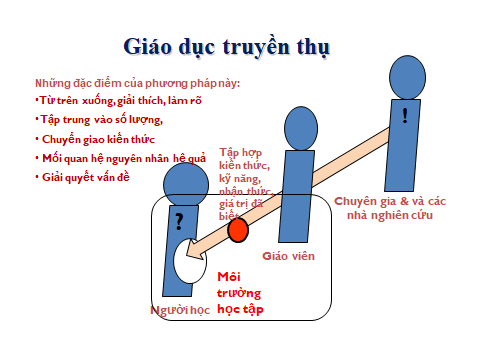 Giáo dục truyền thụ
Những đặc điểm của phương pháp này:
•Từ trên xuống, giải thích, làm rõ
•Tập trung vào số lượng,
• Chuyển giao kiến thức
• Mối quan hệ nguyên nhân hệ quả
• Giải quyết vấn đề
Tập hợp
kiến thức,
kỹ năng,
nhận thức,
giá trị đã
biết
!
?
Chuyên gia & và các
nhà nghiên cứu
Giáo viên
Môi
trường
học tập
Người học